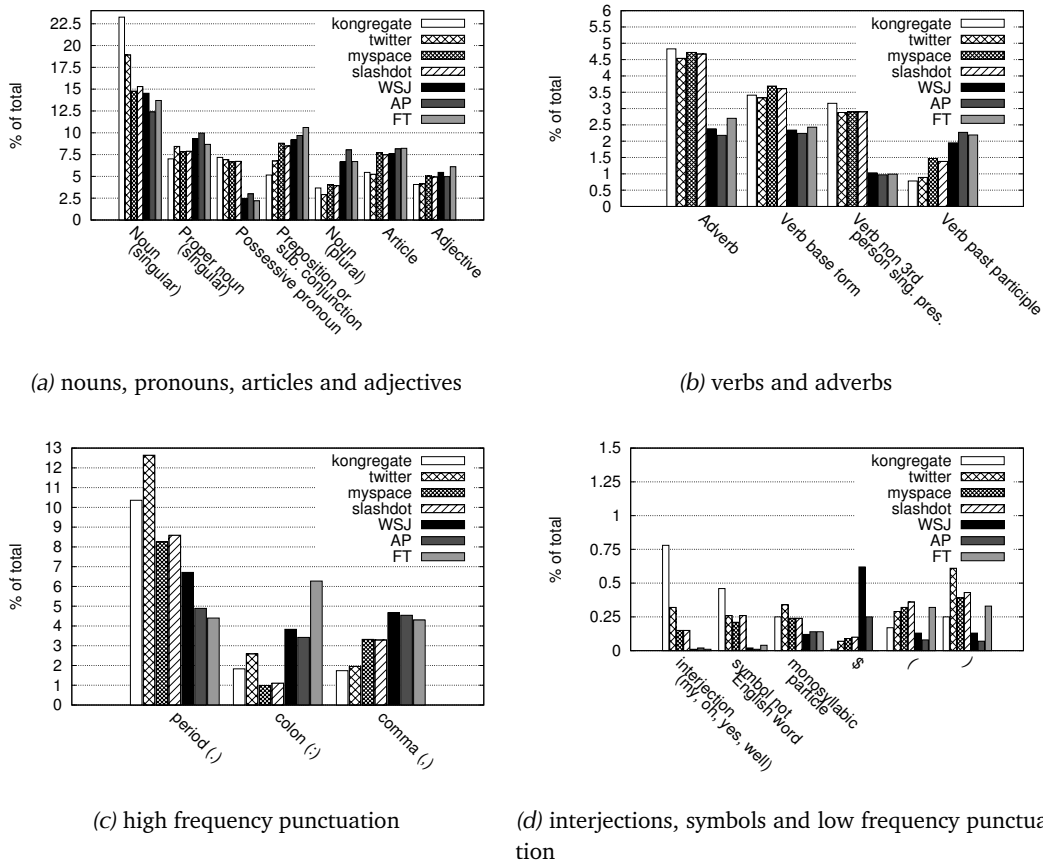 % of total
22.5
20
17.5
15
12.5
10
7.5
5
2.5
kongregate
twitter
myspace
slashdot
WSJ
AP
FT
Noun
(singular)
Proper noun
(singular)
Possessive pronoun
Preposition or
sub. conjunction
Noun
(plural)
Article
Adjective
(a) nouns, pronouns, articles and adjectives
% of total
6
5.5
5
4.5
4
3.5
3
2.5
2
1.5
1
0.5
0
kongregate
twitter
myspace
slashdot
WSJ
AP
FT
Adverb
Verb base form
Verb non 3rd
person sing. pres.
Verb past participle
(b) verbs and adverbs
% of total
13
12
11
10
9
8
7
6
5
4
3
2
1
0
kongregate
twitter
myspace
slashdot
WSJ
AP
FT
period (.)
colon (:)
comma (,)
(c) high frequency punctuation
% of total
1.5
1.25
1
0.75
0.5
0.25
0
kongregate
twitter
myspace
slashdot
WSJ
AP
FT
interjection
(my, oh, yes, well)
symbol not
English word
monosyllabic
particle
$
(
)
(d) interjections, symbols and low frequency punctua
tion